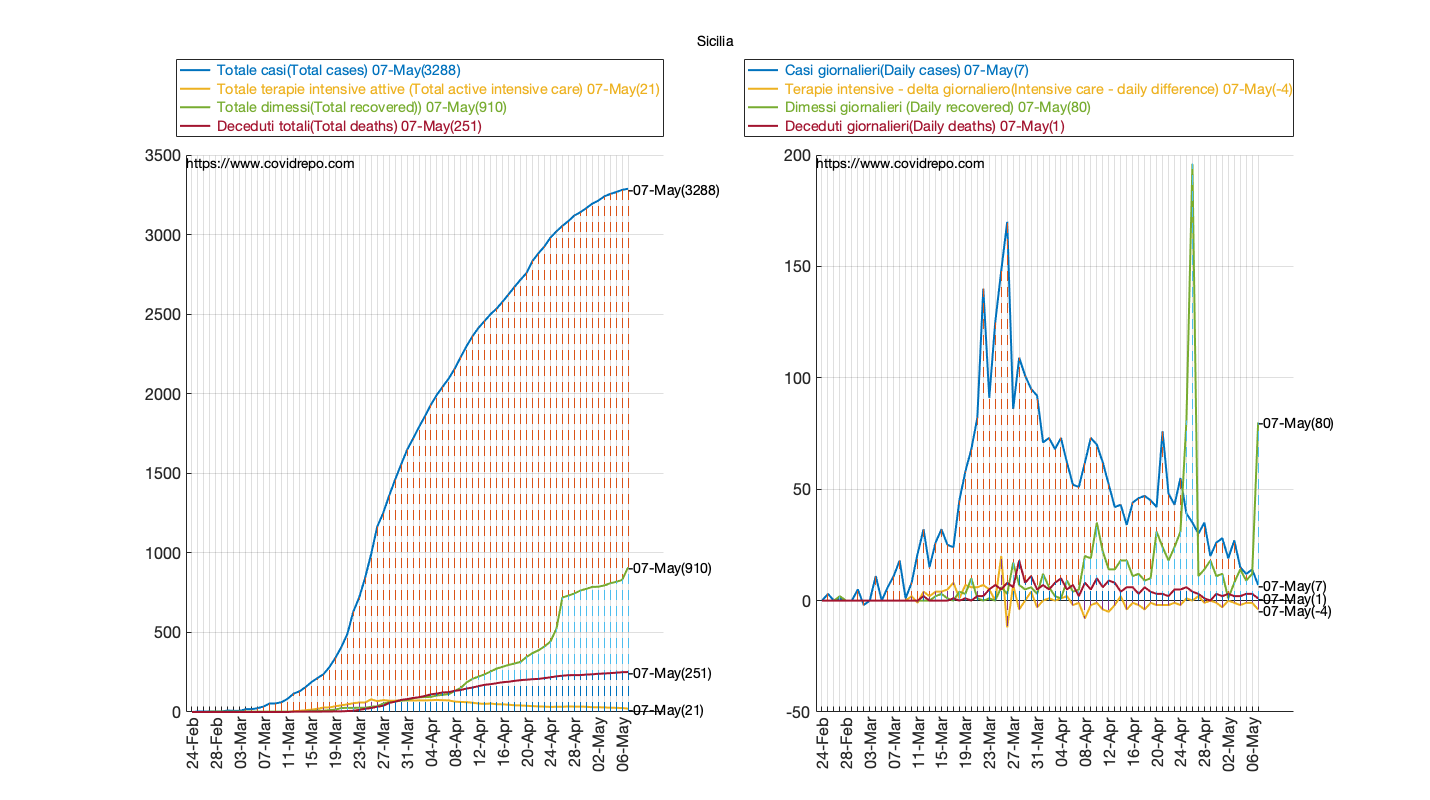 Sicilia
Totale casi(Total cases) 07-May(3288)
Totale terapie intensive attive (Total active intensive care) 07-May(21)
Totale dimessi(Total recovered)) 07-May(910)
Deceduti totali(Total deaths) 07-May(251)
https://www.covidrepo.com
3500
3000
2500
2000
1500
1000
500
0
-07-May(3288)
-07-May(910)
-07-May(251)
-07-May(21)
24-Feb
28-Feb
03-Mar
07-Mar
11-Mar
15-Mar
19-Mar
23-Mar
27-Mar
31-Mar
04-Apr
08-Apr
12-Apr
16-Apr
20-Apr
24-Apr
28-Apr
02-May
06-May
Casi giornalieri(Daily cases) 07-May(7)
Terapie intensive - delta giornaliero(Intensive care - daily difference) 07-May(-4)
Dimessi giornalieri (Daily recovered) 07-May(80)
Deceduti giornalieri(Daily deaths) 07-May(1)
https://www.covidrepo.com
200
150
100
50
0
-50
-07-May(80)
-07-May(7)
-07-May(1)
-07-May(-4)
24-Feb
28-Feb
03-Mar
07-Mar
11-Mar
15-Mar
19-Mar
23-Mar
27-Mar
31-Mar
04-Apr
08-Apr
12-Apr
16-Apr
20-Apr
24-Apr
28-Apr
02-May
06-May